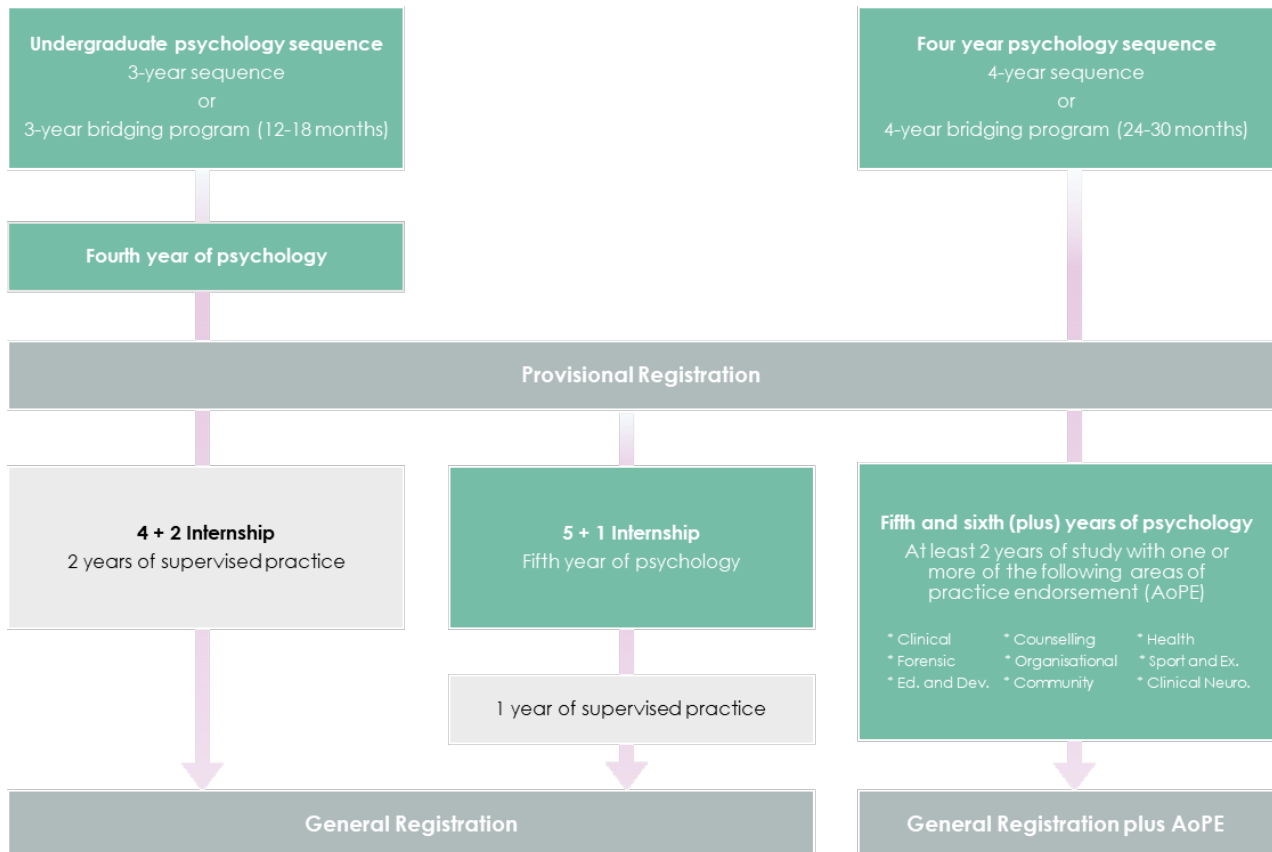 Undergraduate psychology sequence
3-year sequence
or
3-year bridging program (12-18 months)
Four year psychology sequence
4-year sequence
or
4-year bridging program (24-30 months)
Fourth year of psychology
Provisional Registration
4 + 2 Internship
2 years of supervised practice
5 + 1 Internship
Fifth year of psychology
1 year of supervised practice
Fifth and sixth (plus) years of psychology
At least 2 years of study with one or
more of the following areas of
practice endorsement (AoPE)
* Clinical * Counselling * Health
* Forensic * Organisational * Sport and Ex.
* Ed. and Dev. * Community * Clinical Neuro.
General Registration
General Registration plus AoPE